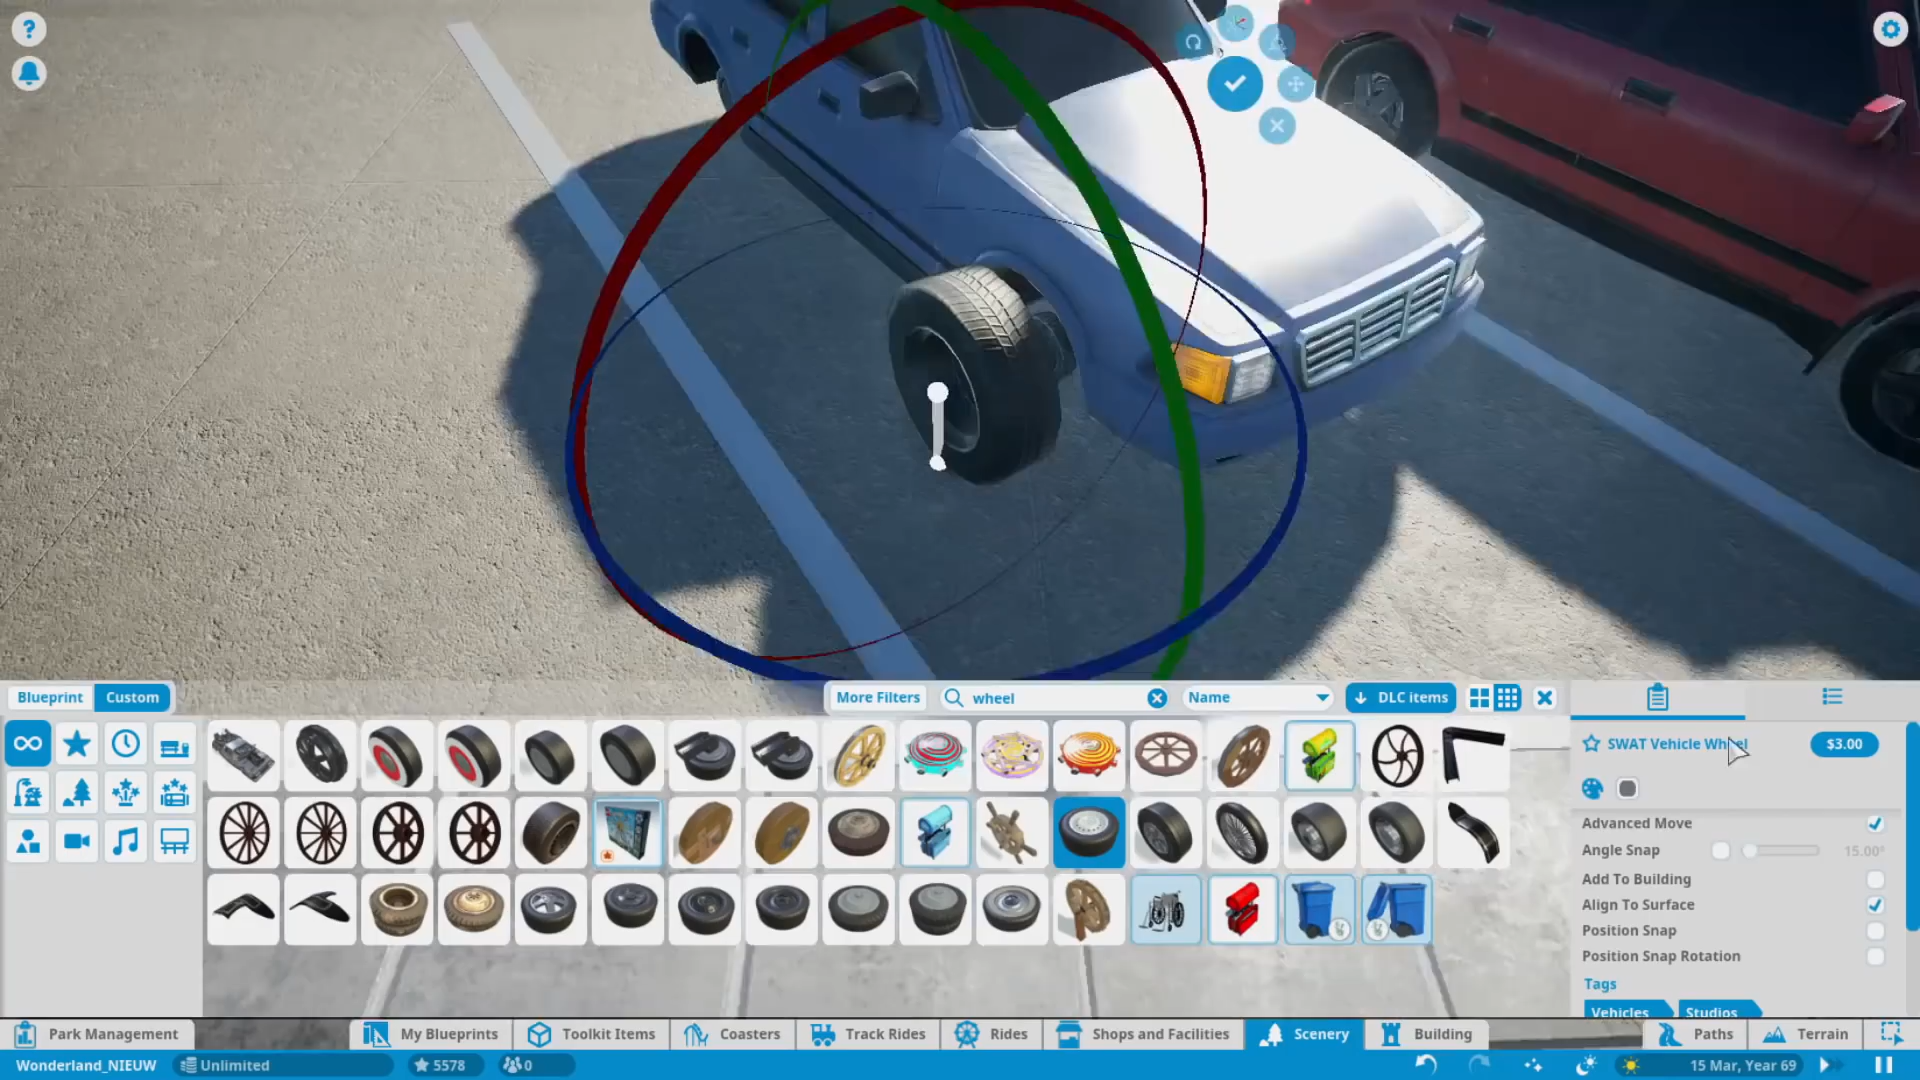 ?
Blueprint
Custom
More Filters
wheel
Name
DLC items
SWAT Vehicle Wheel
$3.00
Advanced Move
Angle Snap
15.00°
Add To Building
Align To Surface
Position Snap
Position Snap Rotation
Tags
Vehicles
Studios
Park Management
My Blueprints
Toolkit Items
Coasters
Track Rides
Rides
Shops and Facilities
Scenery
Building
Paths
Terrain
Wonderland_NIEUW
Unlimited
5578
0
15 Mar, Year 69